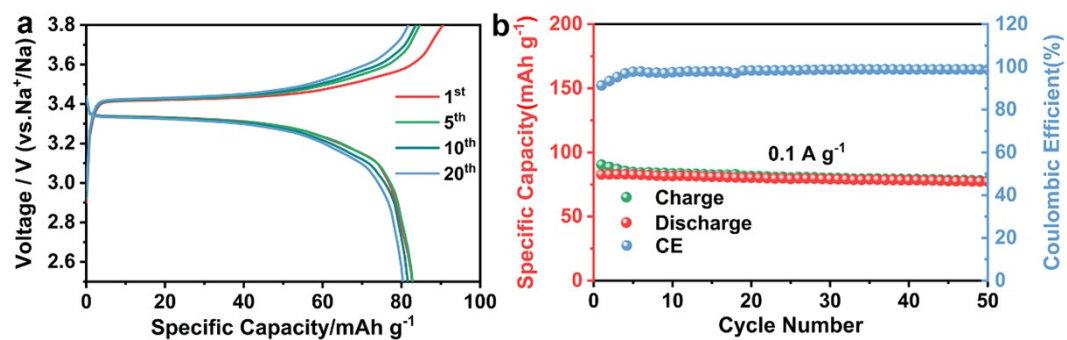 a
Voltage / V (vs.Na⁺/Na)
3.8
3.6
3.4
3.2
3.0
2.8
2.6
0 20 40 60 80 100
Specific Capacity/mAh g⁻¹
1ˢᵗ
5ᵗʰ
10ᵗʰ
20ᵗʰ
b
Specific Capacity(mAh g⁻¹)
200
150
100
50
0
0 10 20 30 40 50
Cycle Number
0.1 A g⁻¹
Charge
Discharge
CE
120
100
80
60
40
20
0
Coulombic Efficient(%)